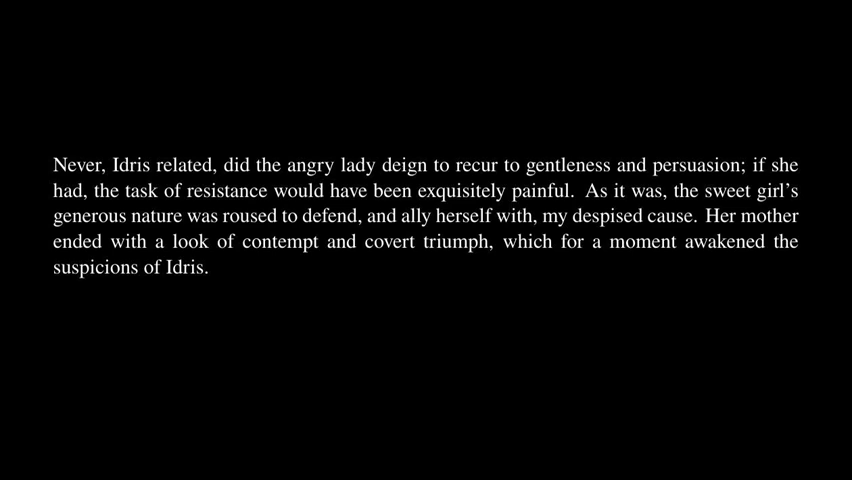 Never, Idris related, did the angry lady deign to recur to gentleness and persuasion; if she
had, the task of resistance would have been exquisitely painful. As it was, the sweet girl’s
generous nature was roused to defend, and ally herself with, my despised cause. Her mother
ended with a look of contempt and covert triumph, which for a moment awakened the
suspicions of Idris.